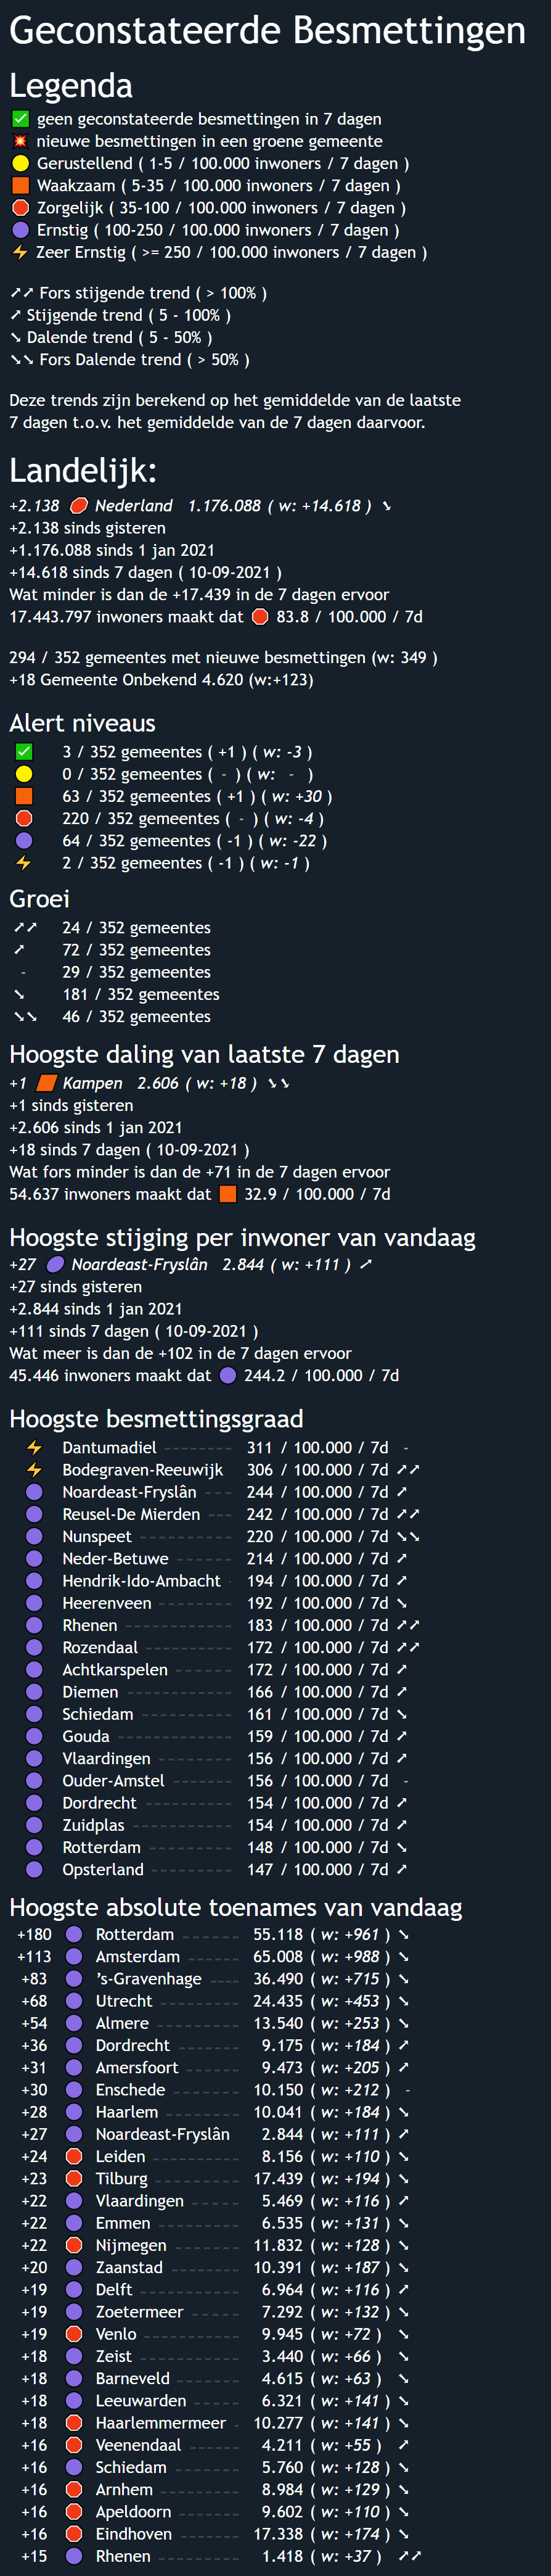 Geconstateerde Besmettingen
Legenda
✅ geen geconstateerde besmettingen in 7 dagen
💥 nieuwe besmettingen in een groene gemeente
🟡 Gerustellend ( 1-5 / 100.000 inwoners / 7 dagen )
🟧 Waakzaam ( 5-35 / 100.000 inwoners / 7 dagen )
🛑 Zorgelijk ( 35-100 / 100.000 inwoners / 7 dagen )
🟣 Ernstig ( 100-250 / 100.000 inwoners / 7 dagen )
⚡ Zeer Ernstig ( >= 250 / 100.000 inwoners / 7 dagen )
➚➚ Fors stijgende trend ( > 100% )
➚ Stijgende trend ( 5 - 100% )
➘ Dalende trend ( 5 - 50% )
➘➘ Fors Dalende trend ( > 50% )
Deze trends zijn berekend op het gemiddelde van de laatste
7 dagen t.o.v. het gemiddelde van de 7 dagen daarvoor.
Landelijk:
+2.138 🛑 Nederland 1.176.088 ( w: +14.618 ) ➘
+2.138 sinds gisteren
+1.176.088 sinds 1 jan 2021
+14.618 sinds 7 dagen ( 10-09-2021 )
Wat minder is dan de +17.439 in de 7 dagen ervoor
17.443.797 inwoners maakt dat 🛑 83.8 / 100.000 / 7d
294 / 352 gemeentes met nieuwe besmettingen (w: 349 )
+18 Gemeente Onbekend 4.620 (w:+123)
Alert niveaus
✅ 3 / 352 gemeentes ( +1 ) ( w: -3 )
🟡 0 / 352 gemeentes ( - ) ( w: - )
🟧 63 / 352 gemeentes ( +1 ) ( w: +30 )
🛑 220 / 352 gemeentes ( - ) ( w: -4 )
🟣 64 / 352 gemeentes ( -1 ) ( w: -22 )
⚡ 2 / 352 gemeentes ( -1 ) ( w: -1 )
Groei
➚➚ 24 / 352 gemeentes
➚ 72 / 352 gemeentes
- 29 / 352 gemeentes
➘ 181 / 352 gemeentes
➘➘ 46 / 352 gemeentes
Hoogste daling van laatste 7 dagen
+1 🟧 Kampen 2.606 ( w: +18 ) ➘➘
+1 sinds gisteren
+2.606 sinds 1 jan 2021
+18 sinds 7 dagen ( 10-09-2021 )
Wat fors minder is dan de +71 in de 7 dagen ervoor
54.637 inwoners maakt dat 🟧 32.9 / 100.000 / 7d
Hoogste stijging per inwoner van vandaag
+27 🟣 Noardeast-Fryslân 2.844 ( w: +111 ) ➚
+27 sinds gisteren
+2.844 sinds 1 jan 2021
+111 sinds 7 dagen ( 10-09-2021 )
Wat meer is dan de +102 in de 7 dagen ervoor
45.446 inwoners maakt dat 🟣 244.2 / 100.000 / 7d
Hoogste besmettingsgraad
⚡ Dantumadiel 311 / 100.000 / 7d -
⚡ Bodegraven-Reeuwijk 306 / 100.000 / 7d ➚➚
🟣 Noardeast-Fryslân 244 / 100.000 / 7d ➚
🟣 Reusel-De Mierden 242 / 100.000 / 7d ➚➚
🟣 Nunspeet 220 / 100.000 / 7d ➘➘
🟣 Neder-Betuwe 214 / 100.000 / 7d ➚
🟣 Hendrik-Ido-Ambacht 194 / 100.000 / 7d ➚
🟣 Heerenveen 192 / 100.000 / 7d ➘
🟣 Rhenen 183 / 100.000 / 7d ➚➚
🟣 Rozendaal 172 / 100.000 / 7d ➚➚
🟣 Achtkarspelen 172 / 100.000 / 7d ➚
🟣 Diemen 166 / 100.000 / 7d ➚
🟣 Schiedam 161 / 100.000 / 7d ➘
🟣 Gouda 159 / 100.000 / 7d ➚
🟣 Vlaardingen 156 / 100.000 / 7d ➚
🟣 Ouder-Amstel 156 / 100.000 / 7d -
🟣 Dordrecht 154 / 100.000 / 7d ➚
🟣 Zuidplas 154 / 100.000 / 7d ➚
🟣 Rotterdam 148 / 100.000 / 7d ➘
🟣 Opsterland 147 / 100.000 / 7d ➚
Hoogste absolute toenames van vandaag
+180 🟣 Rotterdam 55.118 ( w: +961 ) ➘
+113 🟣 Amsterdam 65.008 ( w: +988 ) ➘
+83 🟣 's-Gravenhage 36.490 ( w: +715 ) ➘
+68 🟣 Utrecht 24.435 ( w: +453 ) ➘
+54 🟣 Almere 13.540 ( w: +253 ) ➘
+36 🟣 Dordrecht 9.175 ( w: +184 ) ➚
+31 🟣 Amersfoort 9.473 ( w: +205 ) ➚
+30 🟣 Enschede 10.150 ( w: +212 ) -
+28 🟣 Haarlem 10.041 ( w: +184 ) ➘
+27 🟣 Noardeast-Fryslân 2.844 ( w: +111 ) ➚
+24 🛑 Leiden 8.156 ( w: +110 ) ➘
+23 🛑 Tilburg 17.439 ( w: +194 ) ➘
+22 🟣 Vlaardingen 5.469 ( w: +116 ) ➚
+22 🟣 Emmen 6.535 ( w: +131 ) ➘
+22 🛑 Nijmegen 11.832 ( w: +128 ) ➘
+20 🟣 Zaanstad 10.391 ( w: +187 ) ➘
+19 🟣 Delft 6.964 ( w: +116 ) ➚
+19 🟣 Zoetermeer 7.292 ( w: +132 ) ➘
+19 🛑 Venlo 9.945 ( w: +72 ) ➘
+18 🟣 Zeist 3.440 ( w: +66 ) ➘
+18 🟣 Barneveld 4.615 ( w: +63 ) ➘
+18 🟣 Leeuwarden 6.321 ( w: +141 ) ➘
+18 🛑 Haarlemmermeer 10.277 ( w: +141 ) ➘
+16 🛑 Veenendaal 4.211 ( w: +55 ) ➚
+16 🟣 Schiedam 5.760 ( w: +128 ) ➘
+16 🛑 Arnhem 8.984 ( w: +129 ) ➘
+16 🛑 Apeldoorn 9.602 ( w: +110 ) ➘
+16 🛑 Eindhoven 17.338 ( w: +174 ) ➘
+15 🟣 Rhenen 1.418 ( w: +37 ) ➚➚